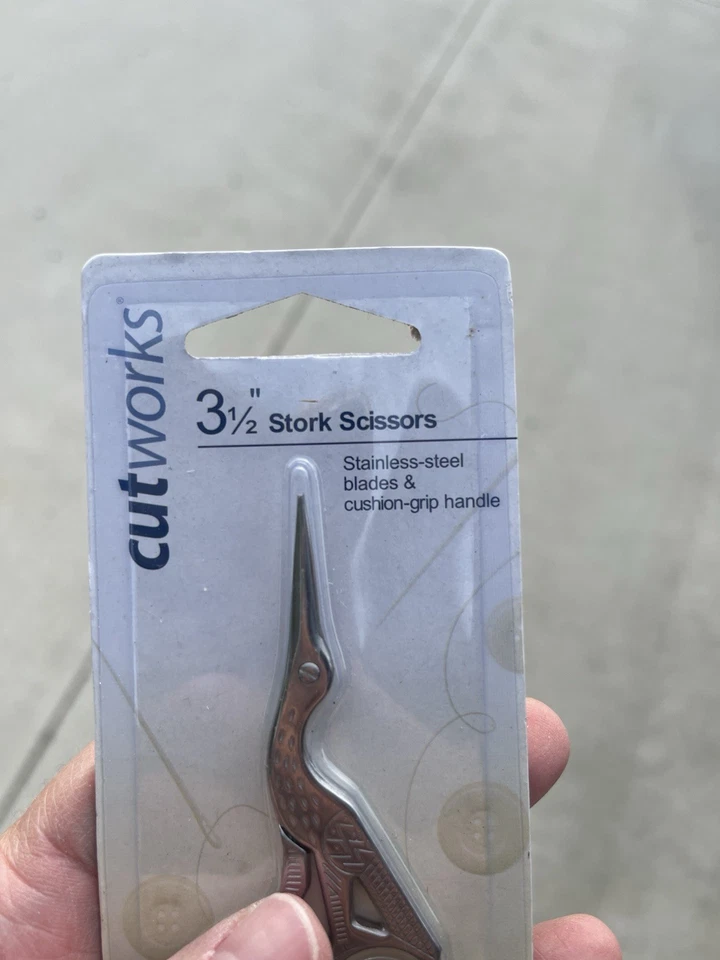 cutworks®
3½" Stork Scissors
Stainless-steel
blades &
cushion-grip handle